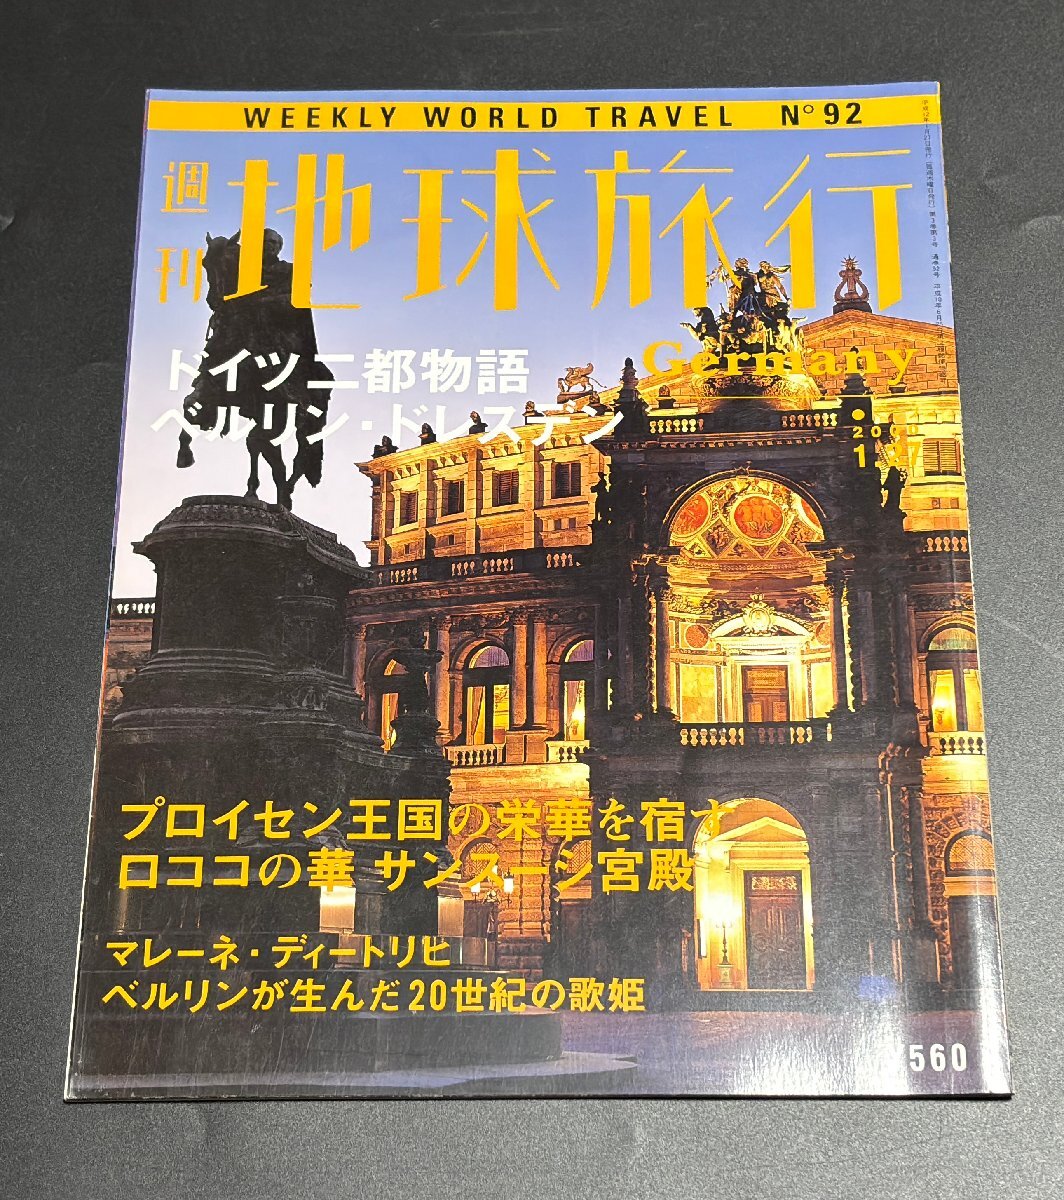 WEEKLY WORLD TRAVEL N° 92
週刊 地球旅行
Germany
ドイツ二都物語
ベルリン・ドレスデン
2000
1.27
プロイセン王国の栄華を宿す
ロココの華 サンスーシ宮殿
マレーネ・ディートリヒ
ベルリンが生んだ20世紀の歌姫
560